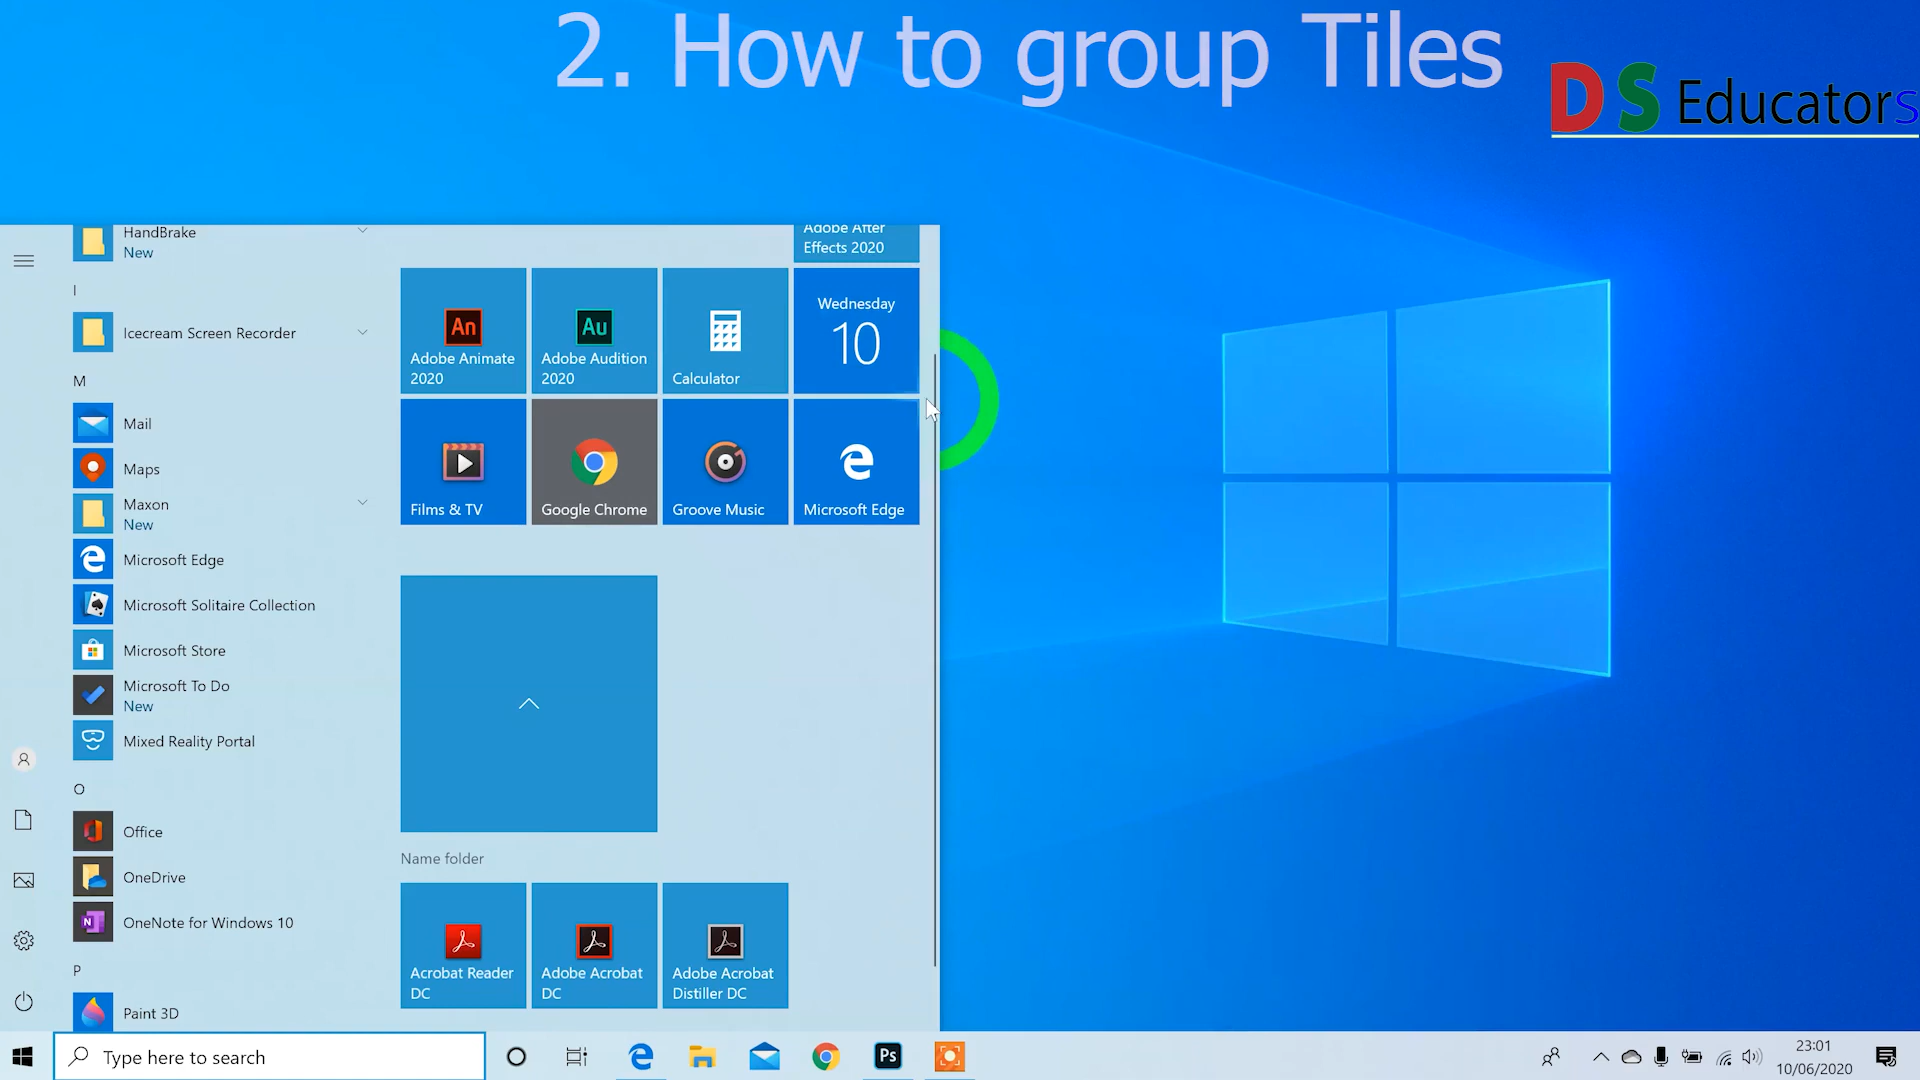 2. How to group Tiles
DS Educators
HandBrake
New
I
Icecream Screen Recorder
M
Mail
Maps
Maxon
New
Microsoft Edge
Microsoft Solitaire Collection
Microsoft Store
Microsoft To Do
New
Mixed Reality Portal
O
Office
OneDrive
OneNote for Windows 10
P
Paint 3D
Adobe After
Effects 2020
An
Adobe Animate
2020
Au
Adobe Audition
2020
Calculator
Wednesday
10
Films & TV
Google Chrome
Groove Music
Microsoft Edge
Name folder
Acrobat Reader
DC
Adobe Acrobat
DC
Adobe Acrobat
Distiller DC
Type here to search
Ps
23:01
10/06/2020